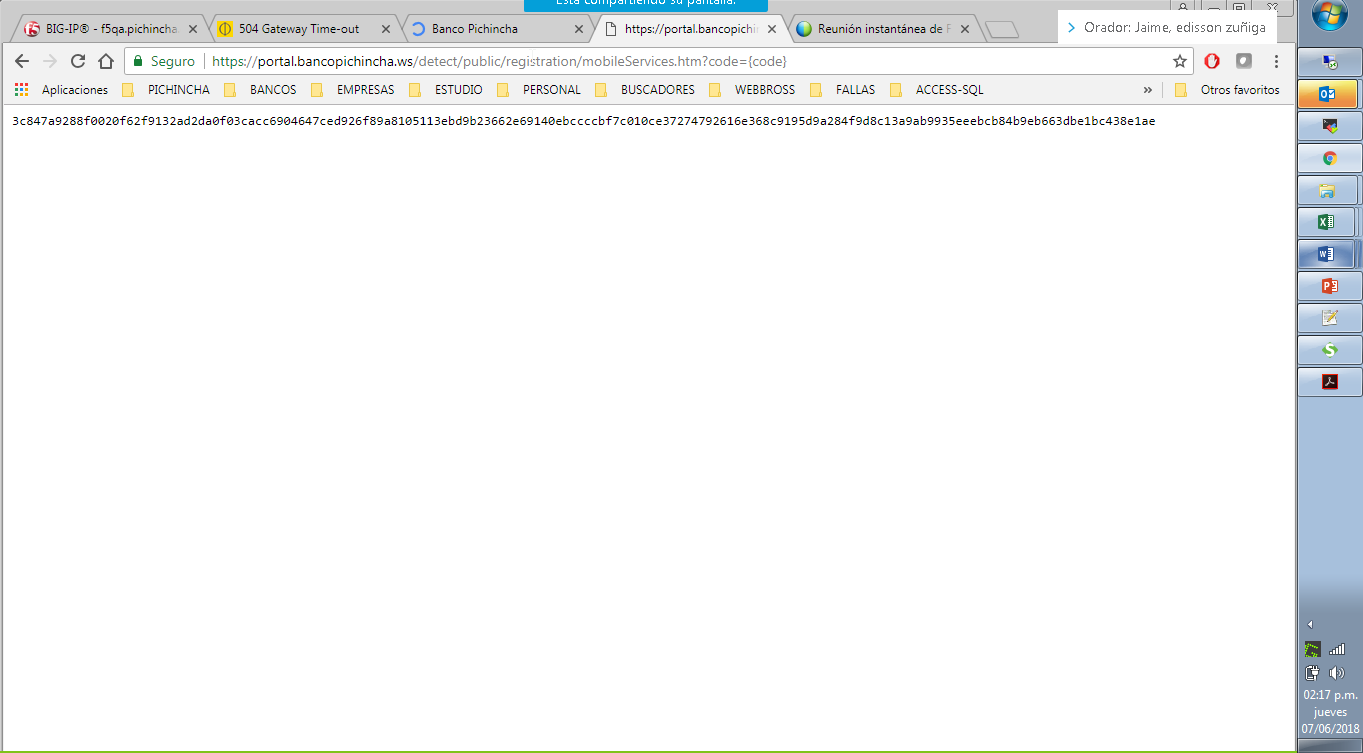 Está compartiendo su pantalla.
BIG-IP® - f5qa.pichincha
504 Gateway Time-out
Banco Pichincha
https://portal.bancopichin
Reunión instantánea de
Orador: Jaime, edisson zuñiga
Seguro
https://portal.bancopichincha.ws/detect/public/registration/mobileServices.htm?code={code}
Aplicaciones
PICHINCHA
BANCOS
EMPRESAS
ESTUDIO
PERSONAL
BUSCADORES
WEBBROSS
FALLAS
ACCESS-SQL
»
Otros favoritos
3c847a9288f0020f62f9132ad2da0f03cacc6904647ced926f89a8105113ebd9b23662e69140ebccccbf7c010ce37274792616e368c9195d9a284f9d8c13a9ab9935eeebcb84b9eb663dbe1bc438e1ae
02:17 p.m.
jueves
07/06/2018